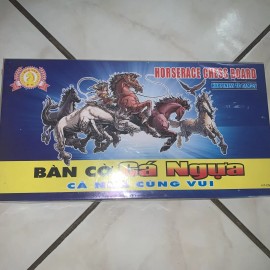 HORSERACE CHESS BOARD
BÀN CỜ Cá Ngựa
CẢ NHÀ CÙNG VUI